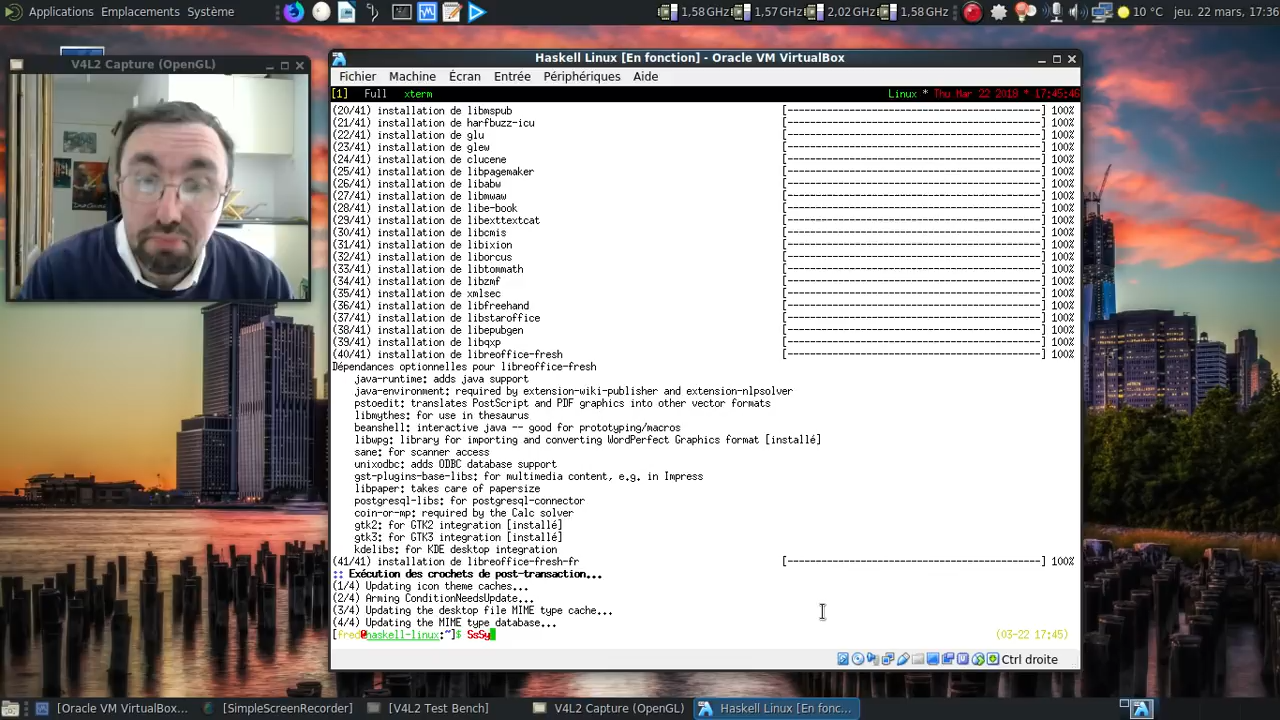 Applications Emplacements Système
1,58 GHz 1,57 GHz 2,02 GHz 1,58 GHz 10 °C jeu. 22 mars, 17:36
V4L2 Capture (OpenGL)
Haskell Linux [En fonction] - Oracle VM VirtualBox
Fichier Machine Écran Entrée Périphériques Aide
[1] Full xterm Linux * Thu Mar 22 2018 * 17:45:46
(20/41) installation de libmspub [----------------------------------------] 100%
(21/41) installation de harfbuzz-icu [----------------------------------------] 100%
(22/41) installation de glu [----------------------------------------] 100%
(23/41) installation de glew [----------------------------------------] 100%
(24/41) installation de clucene [----------------------------------------] 100%
(25/41) installation de libpagemaker [----------------------------------------] 100%
(26/41) installation de libabw [----------------------------------------] 100%
(27/41) installation de libmwaw [----------------------------------------] 100%
(28/41) installation de libe-book [----------------------------------------] 100%
(29/41) installation de libexttextcat [----------------------------------------] 100%
(30/41) installation de libcmis [----------------------------------------] 100%
(31/41) installation de libixion [----------------------------------------] 100%
(32/41) installation de liborcus [----------------------------------------] 100%
(33/41) installation de libtommath [----------------------------------------] 100%
(34/41) installation de libzmf [----------------------------------------] 100%
(35/41) installation de xmlsec [----------------------------------------] 100%
(36/41) installation de libfreehand [----------------------------------------] 100%
(37/41) installation de libstaroffice [----------------------------------------] 100%
(38/41) installation de libepubgen [----------------------------------------] 100%
(39/41) installation de libqxp [----------------------------------------] 100%
(40/41) installation de libreoffice-fresh [----------------------------------------] 100%
Dépendances optionnelles pour libreoffice-fresh
java-runtime: adds java support
java-environment: required by extension-wiki-publisher and extension-nlpsolver
pstoedit: translates PostScript and PDF graphics into other vector formats
libmythes: for use in thesaurus
beanshell: interactive java -- good for prototyping/macros
libwpg: library for importing and converting WordPerfect Graphics format [installé]
sane: for scanner access
unixodbc: adds ODBC database support
gst-plugins-base-libs: for multimedia content, e.g. in Impress
libpaper: takes care of papersize
postgresql-libs: for postgresql-connector
coin-or-mp: required by the Calc solver
gtk2: for GTK2 integration [installé]
gtk3: for GTK3 integration [installé]
kdelibs: for KDE desktop integration
(41/41) installation de libreoffice-fresh-fr [----------------------------------------] 100%
:: Exécution des crochets de post-transaction...
(1/4) Updating icon theme caches...
(2/4) Arming ConditionNeedsUpdate...
(3/4) Updating the desktop file MIME type cache...
(4/4) Updating the MIME type database...
[fred@haskell-linux:~]$ SsSy (03-22 17:45)
Ctrl droite
[Oracle VM VirtualBox... [SimpleScreenRecorder] [V4L2 Test Bench] V4L2 Capture (OpenGL) Haskell Linux [En fonc...